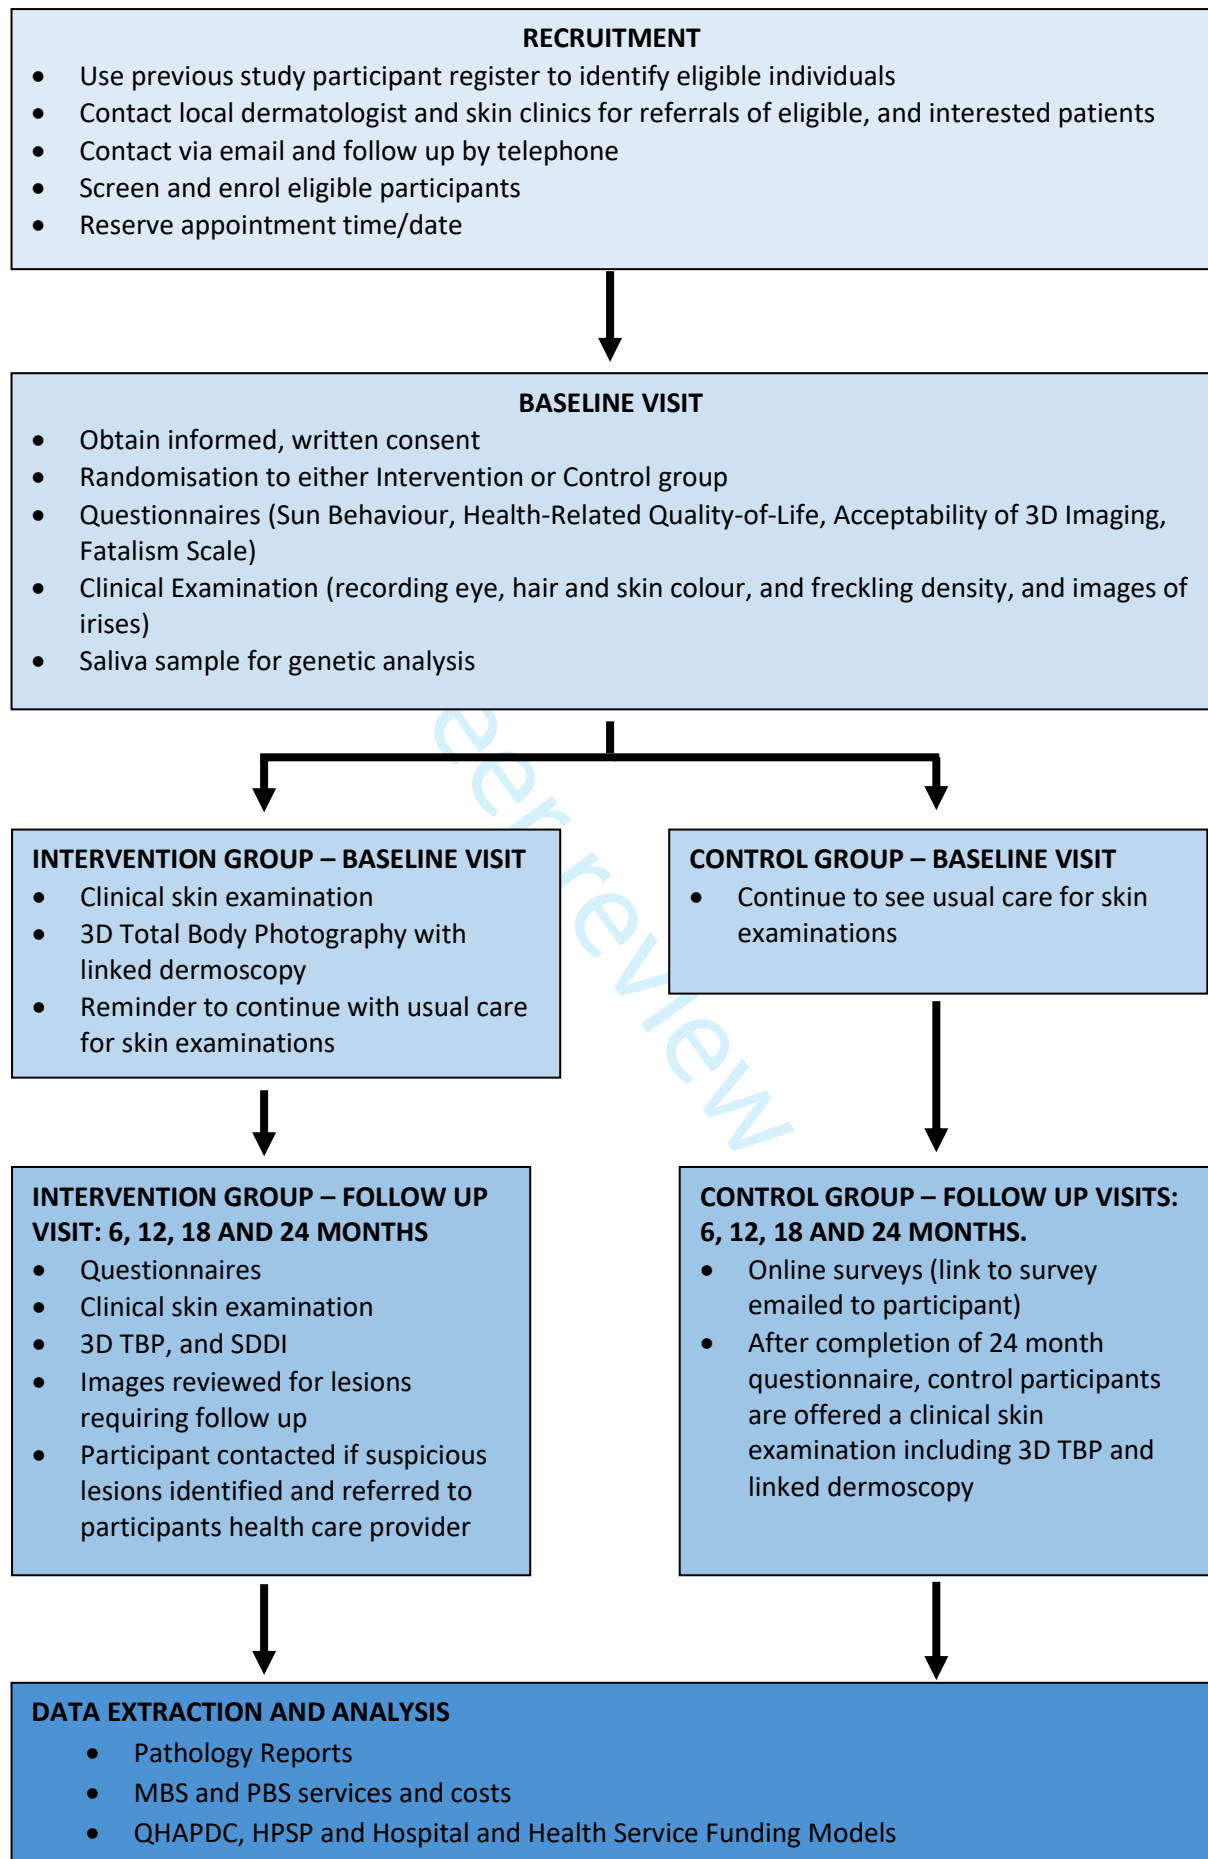 RECRUITMENT
• Use previous study participant register to identify eligible individuals
• Contact local dermatologist and skin clinics for referrals of eligible, and interested patients
• Contact via email and follow up by telephone
• Screen and enrol eligible participants
• Reserve appointment time/date
BASELINE VISIT
• Obtain informed, written consent
• Randomisation to either Intervention or Control group
• Questionnaires (Sun Behaviour, Health-Related Quality-of-Life, Acceptability of 3D Imaging,
Fatalism Scale)
• Clinical Examination (recording eye, hair and skin colour, and freckling density, and images of
irises)
• Saliva sample for genetic analysis
eer review
INTERVENTION GROUP – BASELINE VISIT
• Clinical skin examination
• 3D Total Body Photography with
linked dermoscopy
• Reminder to continue with usual care
for skin examinations
CONTROL GROUP – BASELINE VISIT
• Continue to see usual care for skin
examinations
INTERVENTION GROUP – FOLLOW UP
VISIT: 6, 12, 18 AND 24 MONTHS
• Questionnaires
• Clinical skin examination
• 3D TBP, and SDDI
• Images reviewed for lesions
requiring follow up
• Participant contacted if suspicious
lesions identified and referred to
participants health care provider
CONTROL GROUP – FOLLOW UP VISITS:
6, 12, 18 AND 24 MONTHS.
• Online surveys (link to survey
emailed to participant)
• After completion of 24 month
questionnaire, control participants
are offered a clinical skin
examination including 3D TBP and
linked dermoscopy
DATA EXTRACTION AND ANALYSIS
• Pathology Reports
• MBS and PBS services and costs
• QHAPDC, HPSP and Hospital and Health Service Funding Models